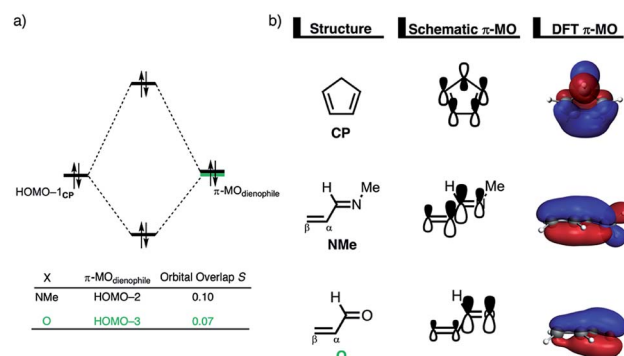 a)
HOMO–1CP
π-MOdienophile
X π-MOdienophile Orbital Overlap S
NMe HOMO–2 0.10
O HOMO–3 0.07
b)
Structure Schematic π-MO DFT π-MO
CP
H Me
N
β α
NMe
H Me
H
O
β α
O
H